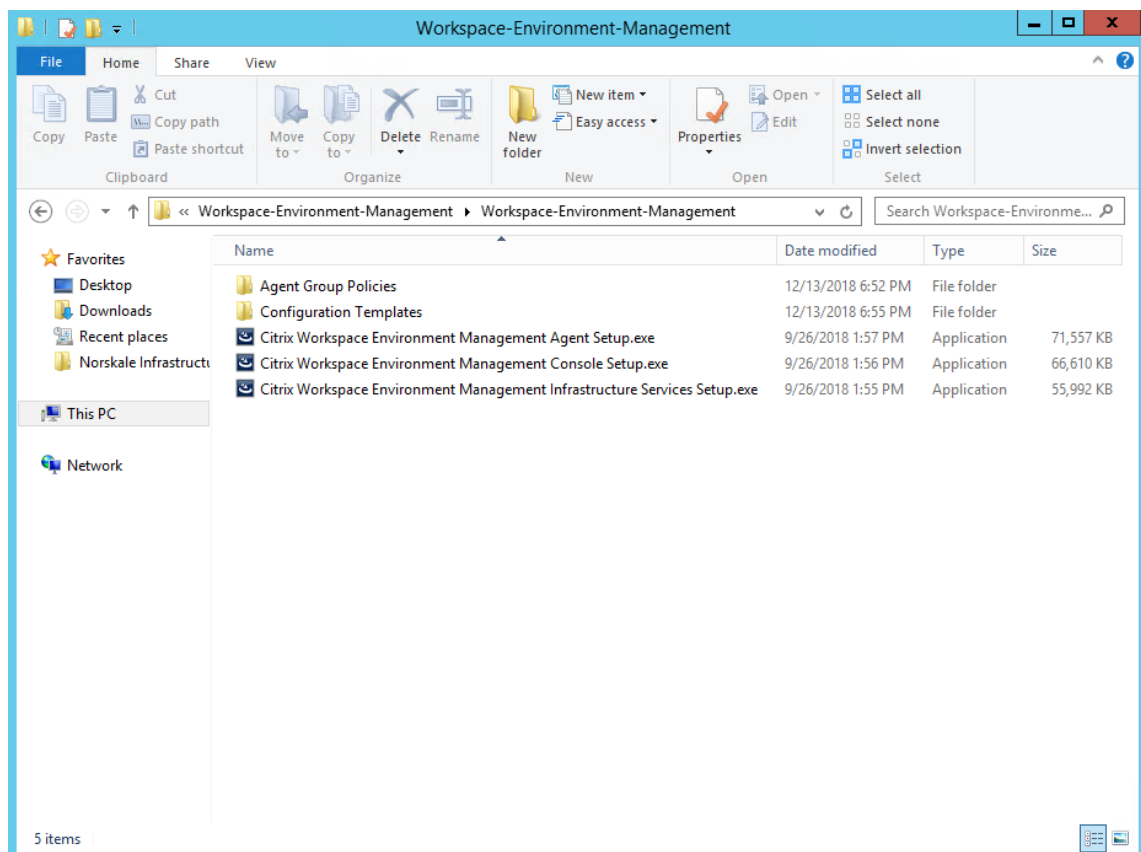 Workspace-Environment-Management
File Home Share View
Copy
Paste
Cut
Copy path
Paste shortcut
Clipboard
Move to
Copy to
Delete
Rename
Organize
New folder
New item
Easy access
New
Properties
Open
Edit
Open
Select all
Select none
Invert selection
Select
« Workspace-Environment-Management Workspace-Environment-Management
Search Workspace-Environme...
Favorites
Desktop
Downloads
Recent places
Norskale Infrastructu
This PC
Network
Name Date modified Type Size
Agent Group Policies 12/13/2018 6:52 PM File folder
Configuration Templates 12/13/2018 6:55 PM File folder
Citrix Workspace Environment Management Agent Setup.exe 9/26/2018 1:57 PM Application 71,557 KB
Citrix Workspace Environment Management Console Setup.exe 9/26/2018 1:56 PM Application 66,610 KB
Citrix Workspace Environment Management Infrastructure Services Setup.exe 9/26/2018 1:55 PM Application 55,992 KB
5 items